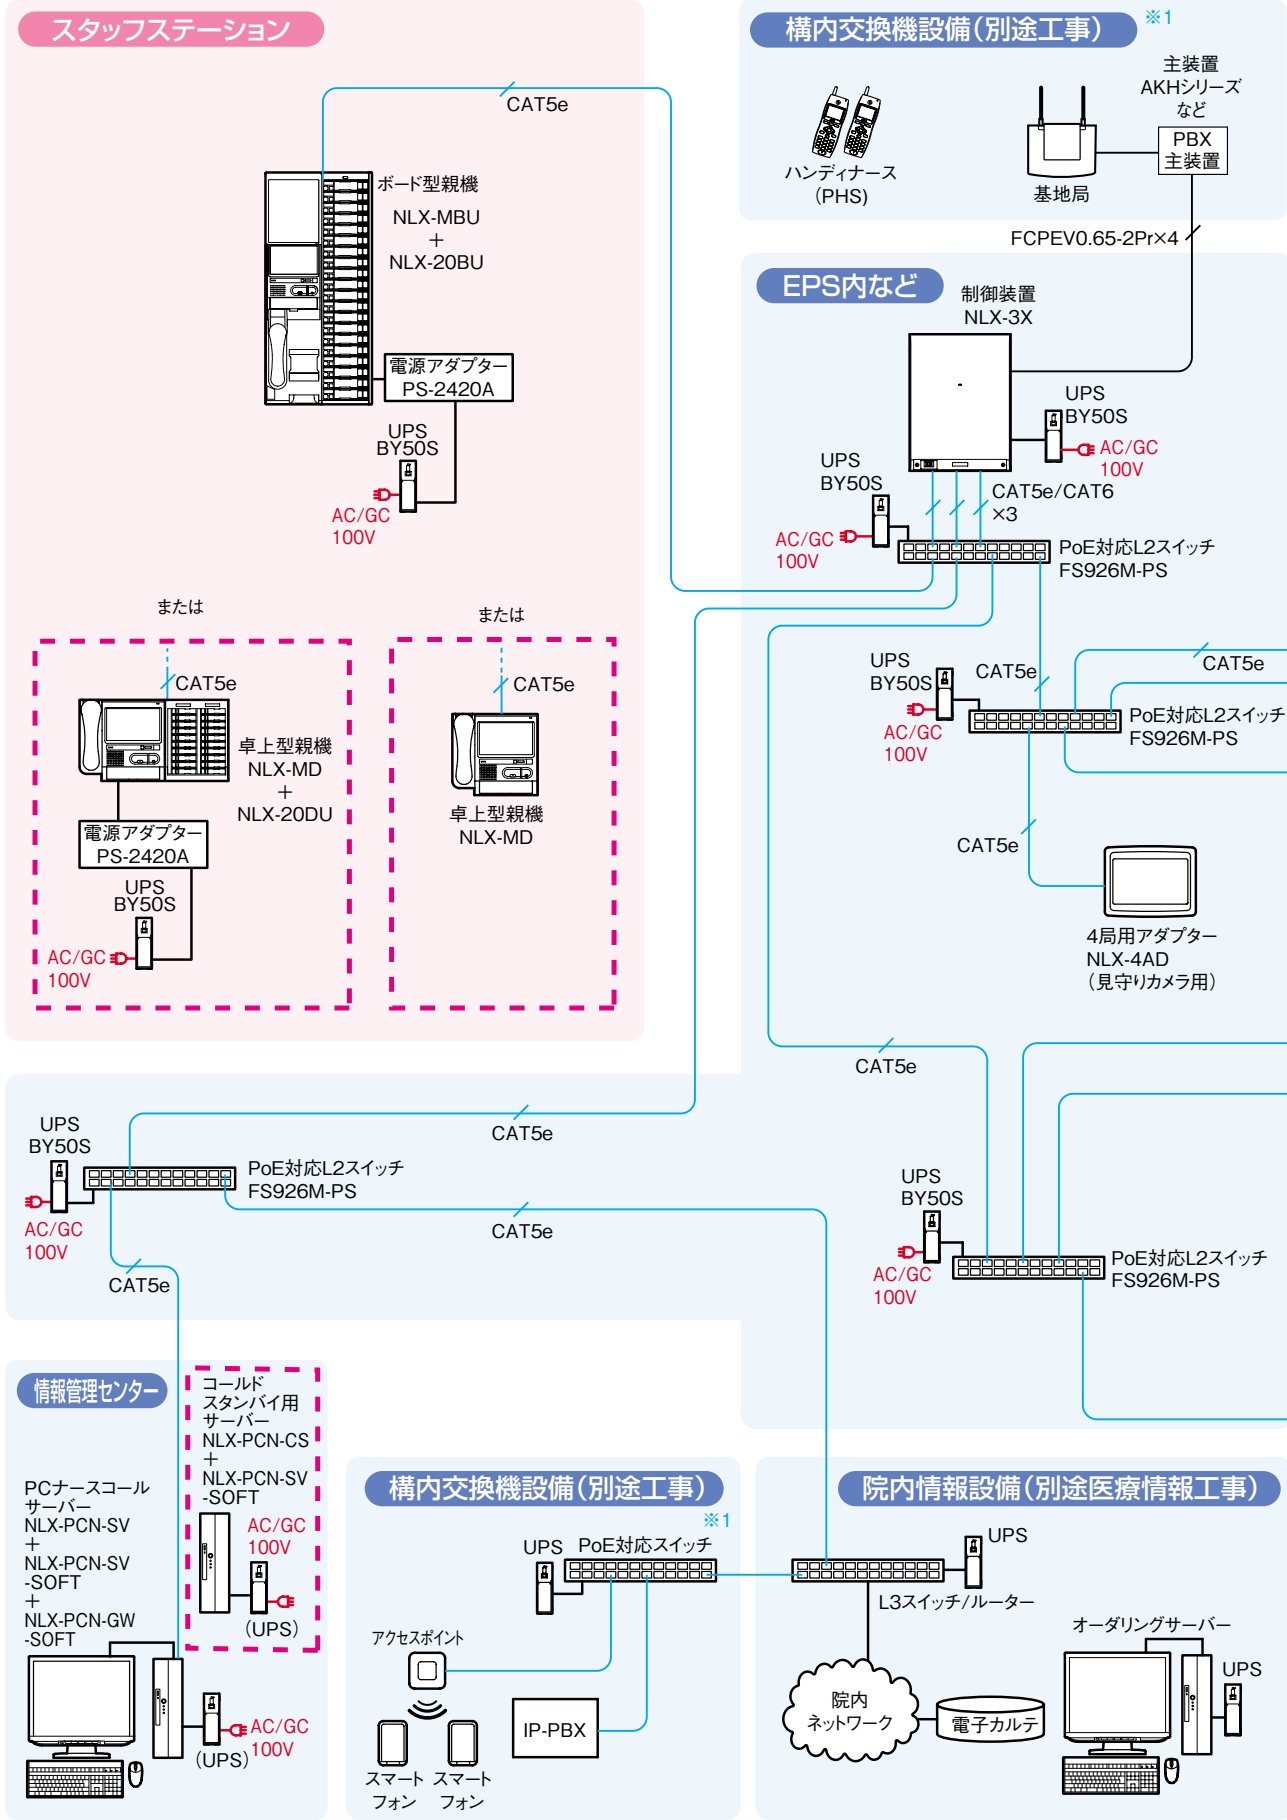 スタッフステーション
CAT5e
ボード型親機
NLX-MBU
+
NLX-20BU
電源アダプター
PS-2420A
UPS
BY50S
AC/GC
100V
または
CAT5e
卓上型親機
NLX-MD
+
NLX-20DU
電源アダプター
PS-2420A
UPS
BY50S
AC/GC
100V
または
CAT5e
卓上型親機
NLX-MD
構内交換機設備(別途工事)
※1
ハンディナース
(PHS)
基地局
主装置
AKHシリーズ
など
PBX
主装置
FCPEV0.65-2Pr×4
EPS内など
制御装置
NLX-3X
UPS
BY50S
AC/GC
100V
UPS
BY50S
AC/GC
100V
CAT5e/CAT6
×3
PoE対応L2スイッチ
FS926M-PS
UPS
BY50S
AC/GC
100V
CAT5e
CAT5e
PoE対応L2スイッチ
FS926M-PS
CAT5e
4局用アダプター
NLX-4AD
(見守りカメラ用)
CAT5e
UPS
BY50S
AC/GC
100V
PoE対応L2スイッチ
FS926M-PS
CAT5e
UPS
BY50S
AC/GC
100V
PoE対応L2スイッチ
FS926M-PS
CAT5e
CAT5e
情報管理センター
PCナースコール
サーバー
NLX-PCN-SV
+
NLX-PCN-SV
-SOFT
+
NLX-PCN-GW
-SOFT
(UPS)
AC/GC
100V
コールド
スタンバイ用
サーバー
NLX-PCN-CS
+
NLX-PCN-SV
-SOFT
AC/GC
100V
(UPS)
構内交換機設備(別途工事)
※1
UPS
PoE対応スイッチ
アクセスポイント
IP-PBX
スマート
フォン
スマート
フォン
院内情報設備(別途医療情報工事)
UPS
L3スイッチ/ルーター
院内
ネットワーク
電子カルテ
オーダリングサーバー
UPS